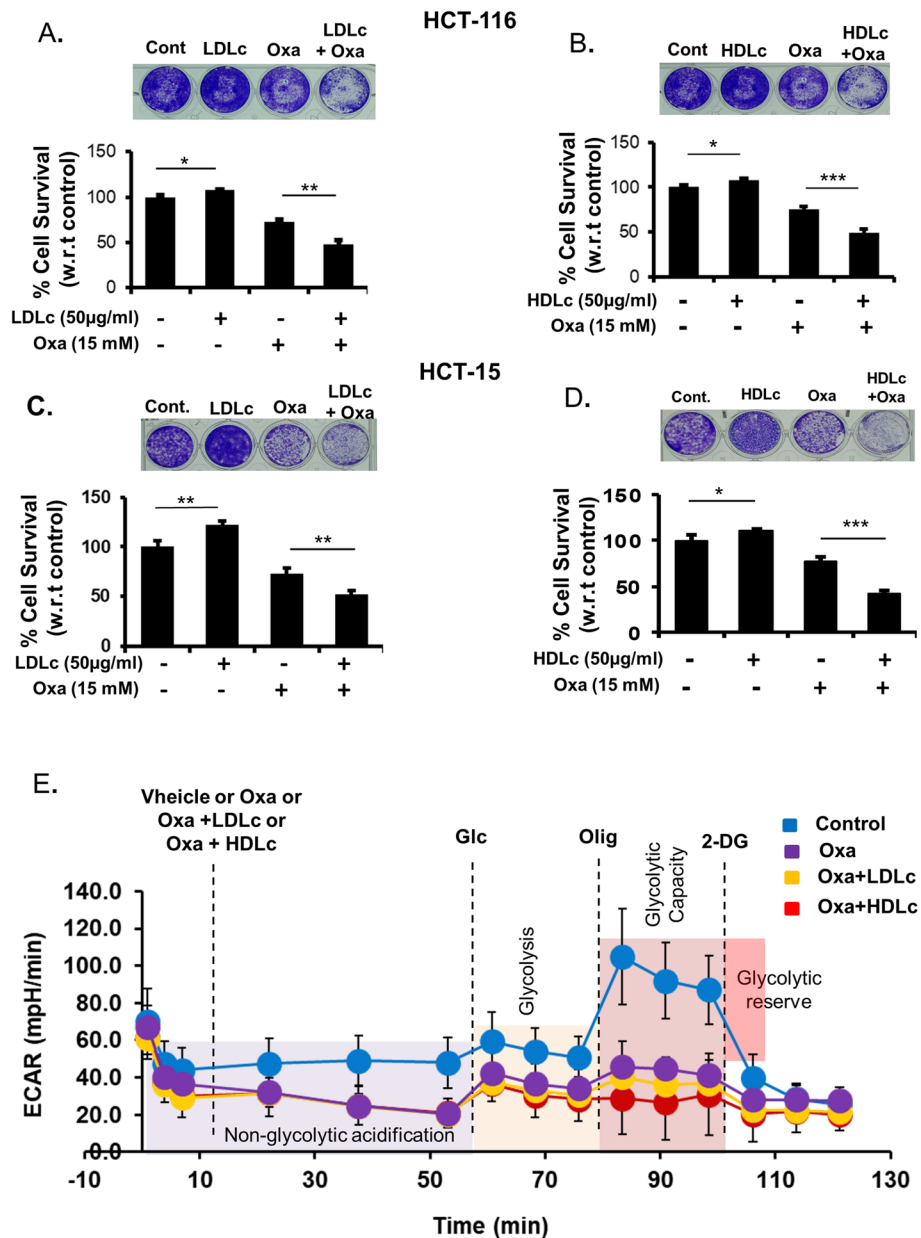 HCT-116
A.
Cont LDLc Oxa LDLc + Oxa
% Cell Survival (w.r.t control)
150
100
50
0
* **
LDLc (50µg/ml) - + - +
Oxa (15 mM) - - + +
B.
Cont HDLc Oxa HDLc +Oxa
% Cell Survival (w.r.t control)
150
100
50
0
* ***
HDLc (50µg/ml) - + - +
Oxa (15 mM) - - + +
HCT-15
C.
Cont. LDLc Oxa LDLc + Oxa
% Cell Survival (w.r.t control)
150
100
50
0
** **
LDLc (50µg/ml) - + - +
Oxa (15 mM) - - + +
D.
Cont HDLc Oxa HDLc +Oxa
% Cell Survival (w.r.t control)
150
100
50
0
* ***
HDLc (50µg/ml) - + - +
Oxa (15 mM) - - + +
E.
Vheicle or Oxa or
Oxa +LDLc or
Oxa + HDLc
Glc
Olig
2-DG
Control
Oxa
Oxa+LDLc
Oxa+HDLc
Glycolysis
Glycolytic Capacity
Glycolytic reserve
Non-glycolytic acidification
ECAR (mpH/min)
140.0
120.0
100.0
80.0
60.0
40.0
20.0
0.0
-10 10 30 50 70 90 110 130
Time (min)